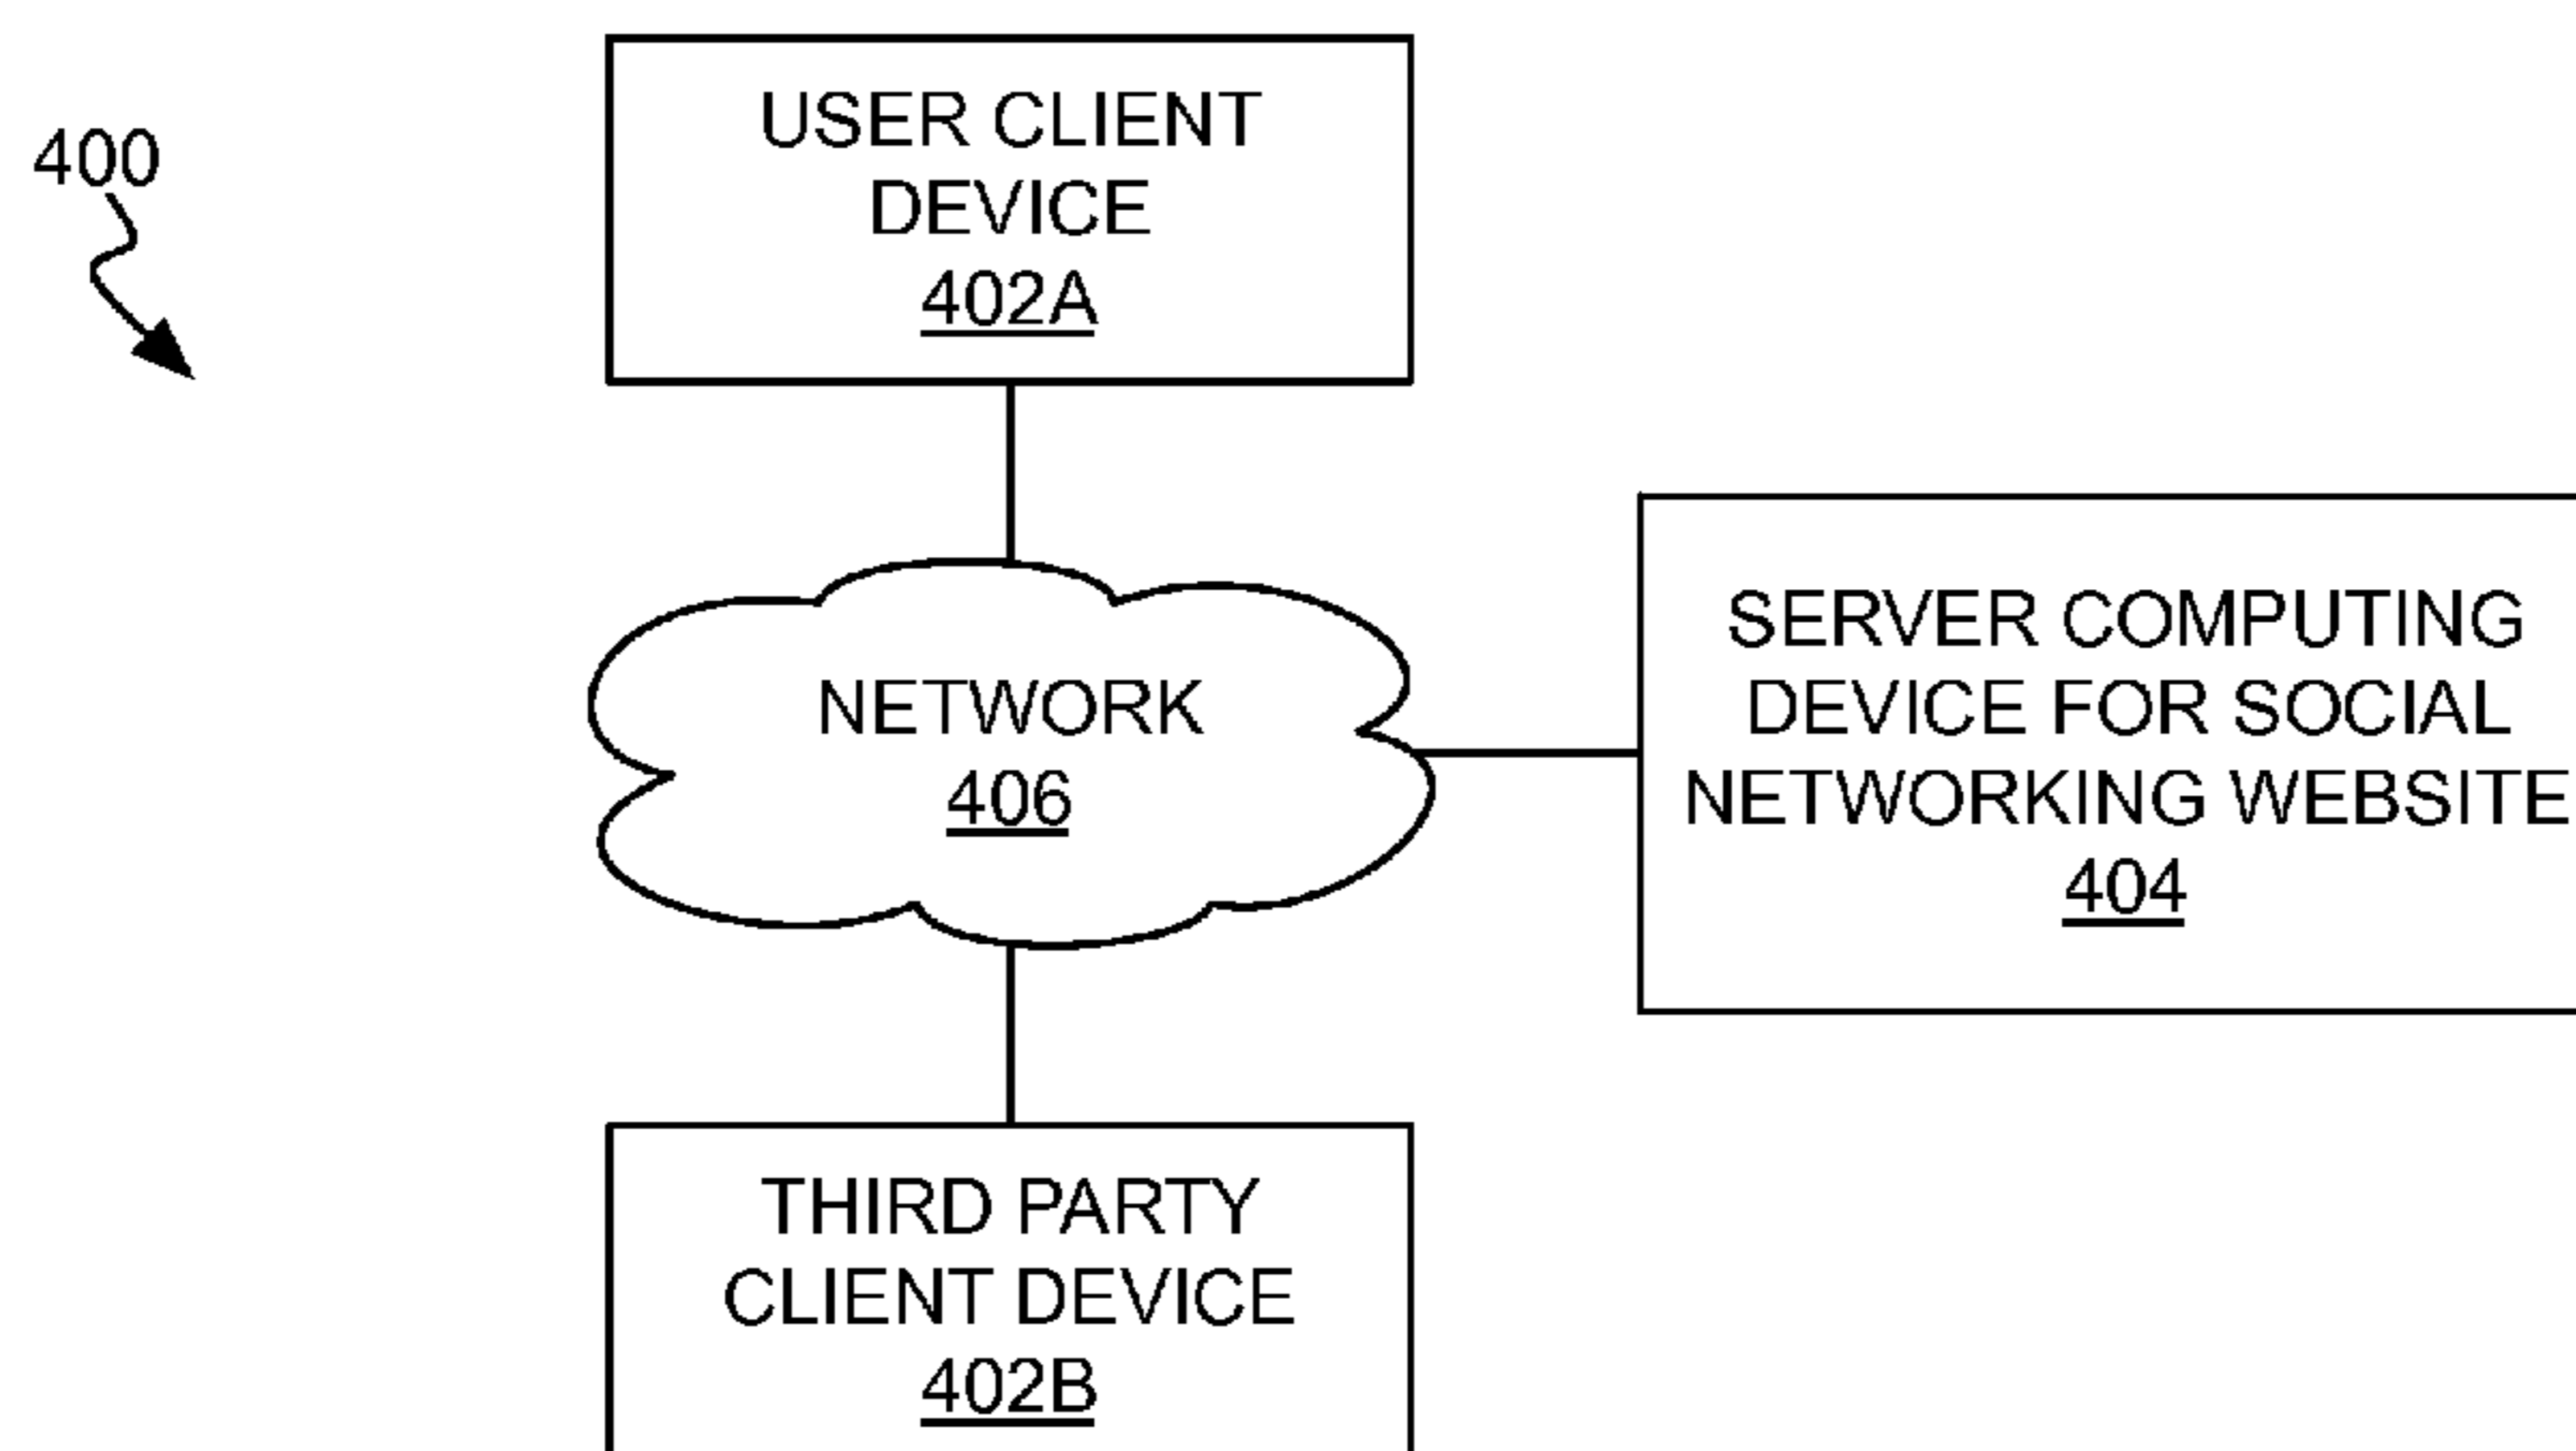 400
USER CLIENT
DEVICE
402A
NETWORK
406
SERVER COMPUTING
DEVICE FOR SOCIAL
NETWORKING WEBSITE
404
THIRD PARTY
CLIENT DEVICE
402B